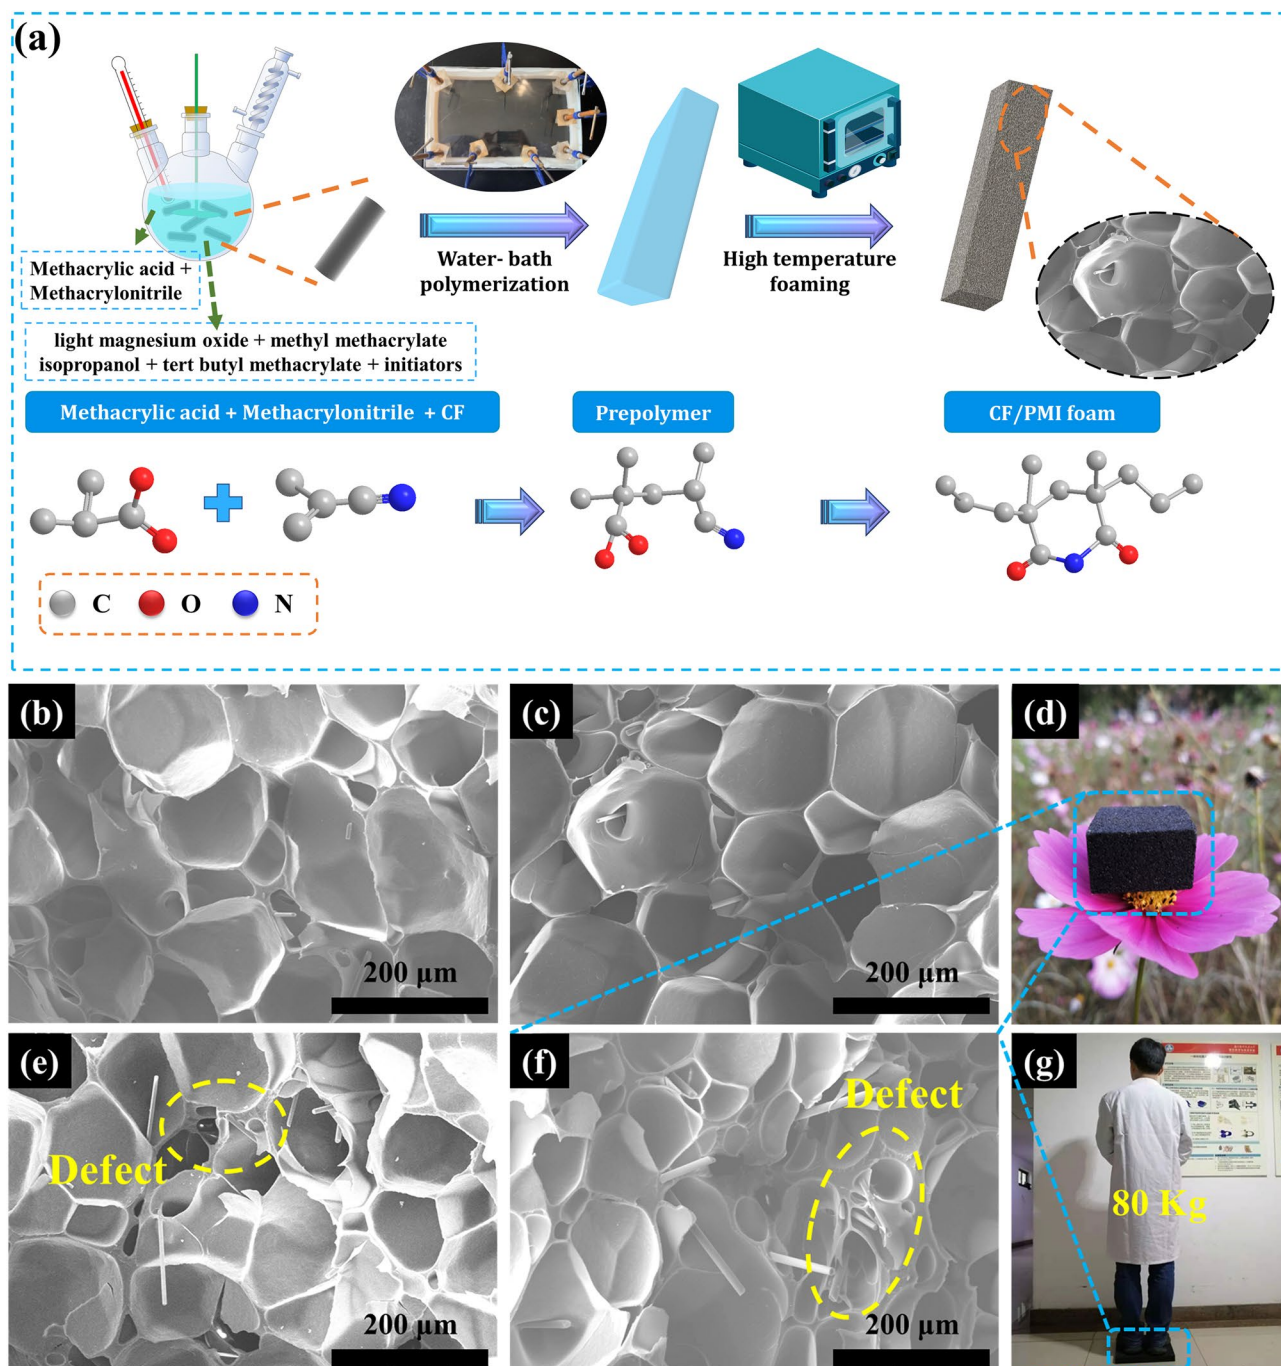 (a)
Methacrylic acid +
Methacrylonitrile
Water- bath
polymerization
High temperature
foaming
light magnesium oxide + methyl methacrylate
isopropanol + tert butyl methacrylate + initiators
Methacrylic acid + Methacrylonitrile + CF
Prepolymer
CF/PMI foam
C
O
N
(b)
200 μm
(c)
200 μm
(d)
(e)
Defect
200 μm
(f)
Defect
200 μm
(g)
80 Kg